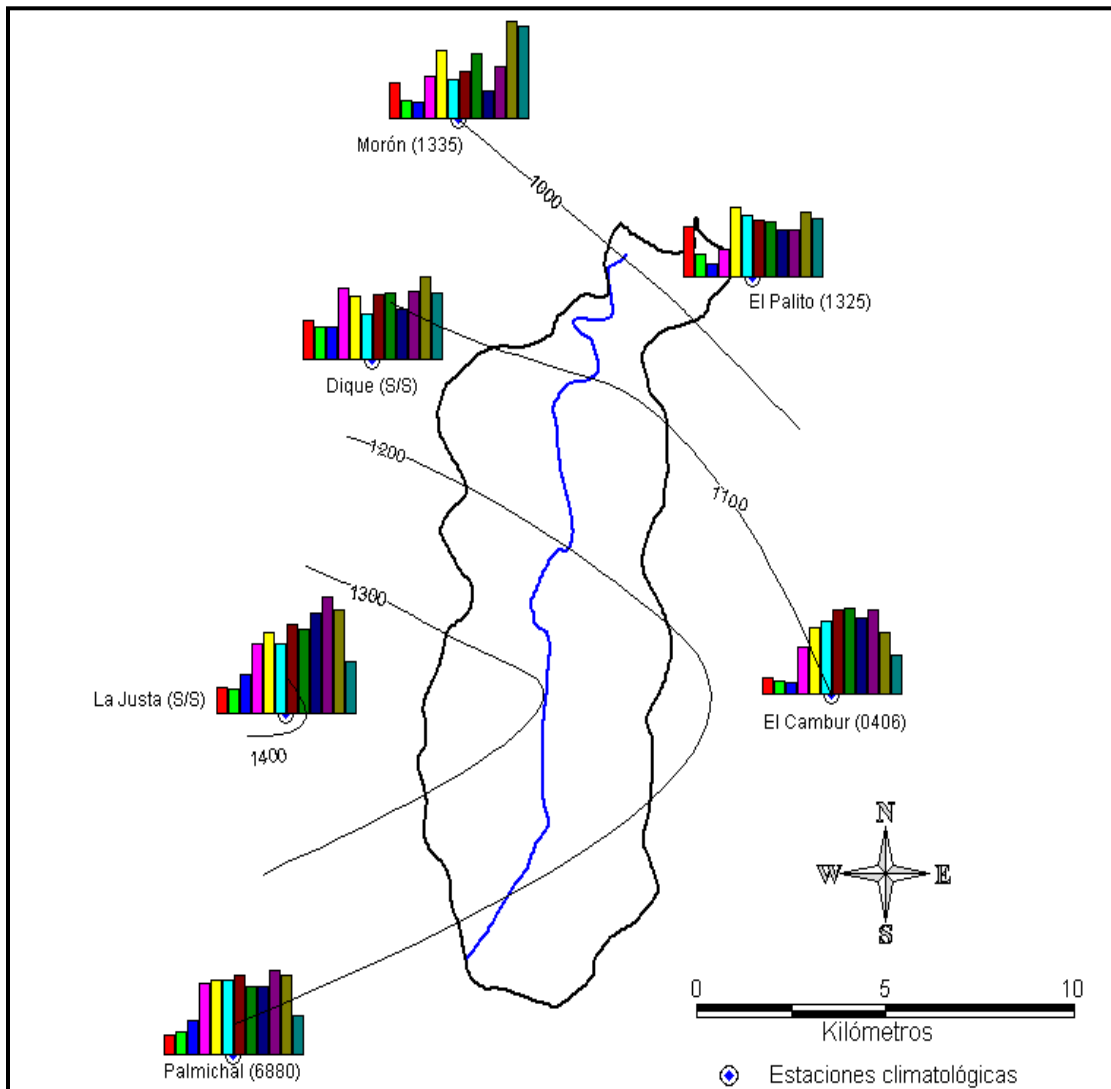 Morón (1335)
1000
El Palito (1325)
Dique (S/S)
1200
1100
1300
La Justa (S/S)
1400
El Cambur (0406)
N
W E
S
0 5 10
Kilómetros
Palmichal (6880)
Estaciones climatológicas